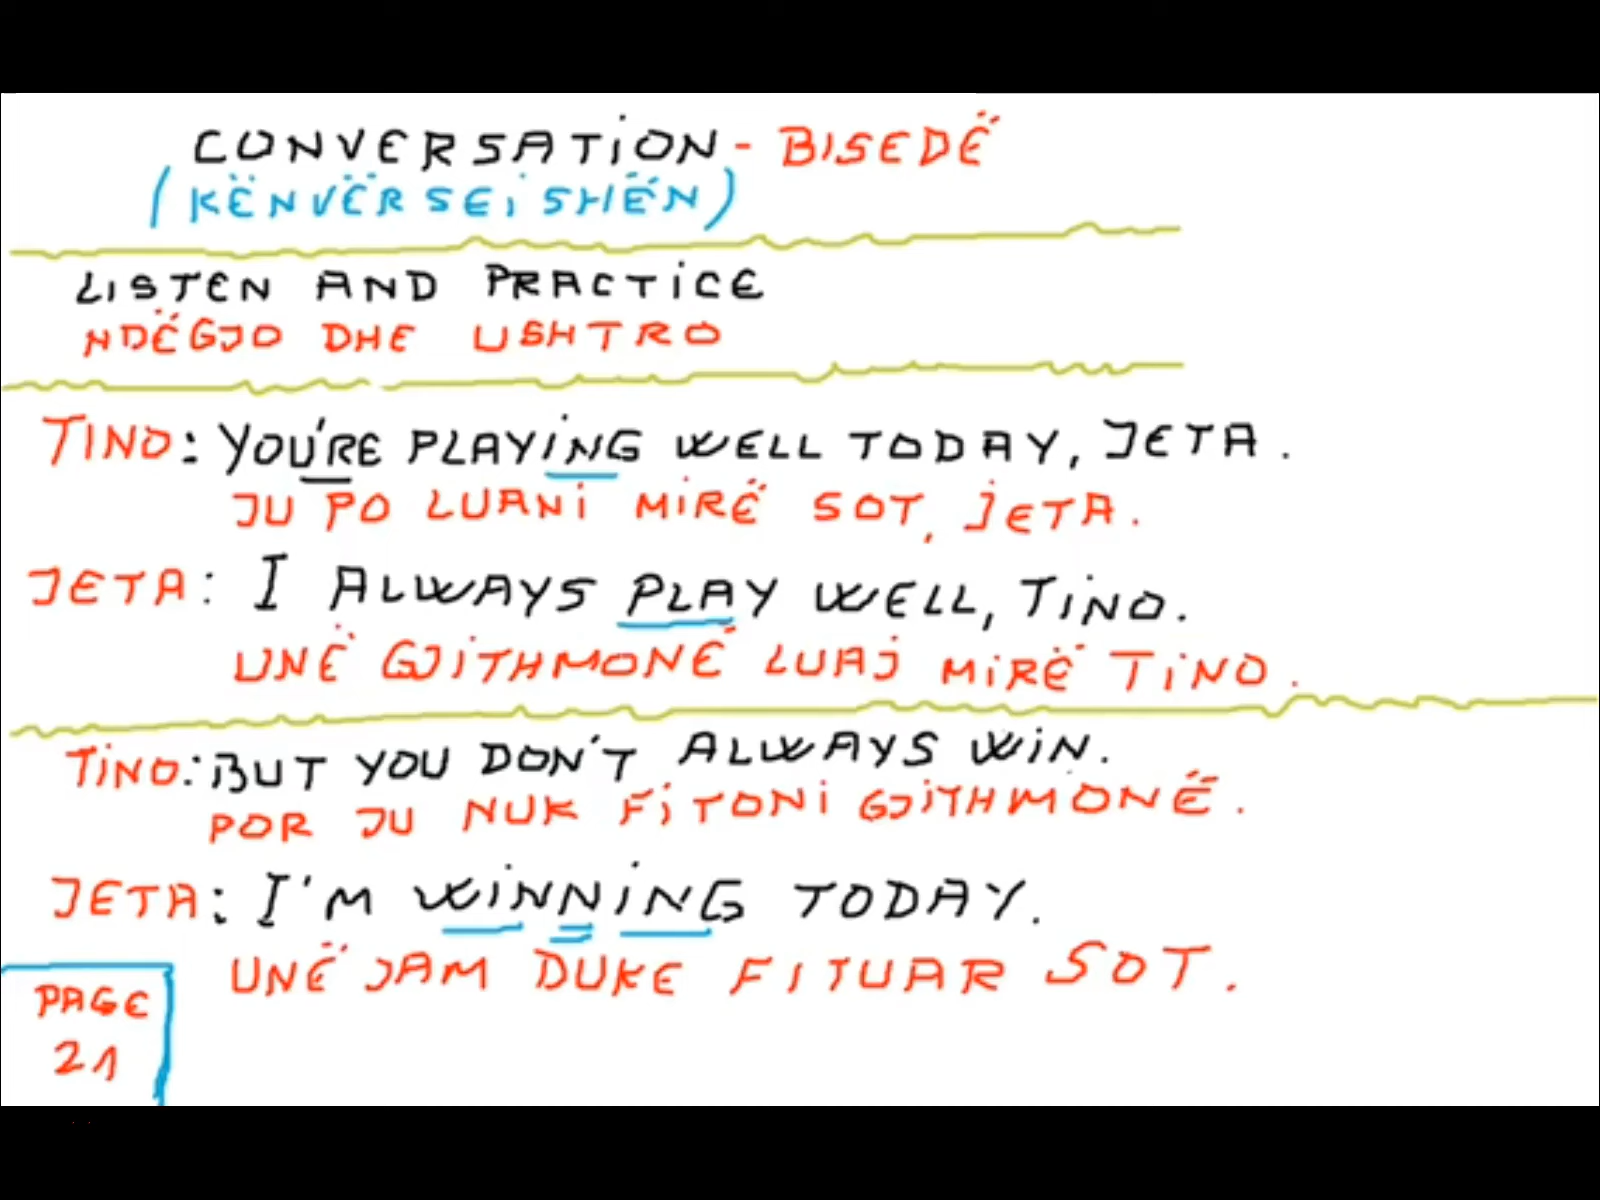 CONVERSATION - BISEDË
(KËNVËRSEISHËN)
LISTEN AND PRACTICE
NDËGJO DHE USHTRO
TINO: YOU'RE PLAYING WELL TODAY, JETA.
JU PO LUANI MIRË SOT, JETA.
JETA: I ALWAYS PLAY WELL, TINO.
UNË GJITHMONË LUAJ MIRË TINO.
TINO: BUT YOU DON'T ALWAYS WIN.
POR JU NUK FITONI GJITHMONË.
JETA: I'M WINNING TODAY.
UNË JAM DUKE FITUAR SOT.
PAGE
21